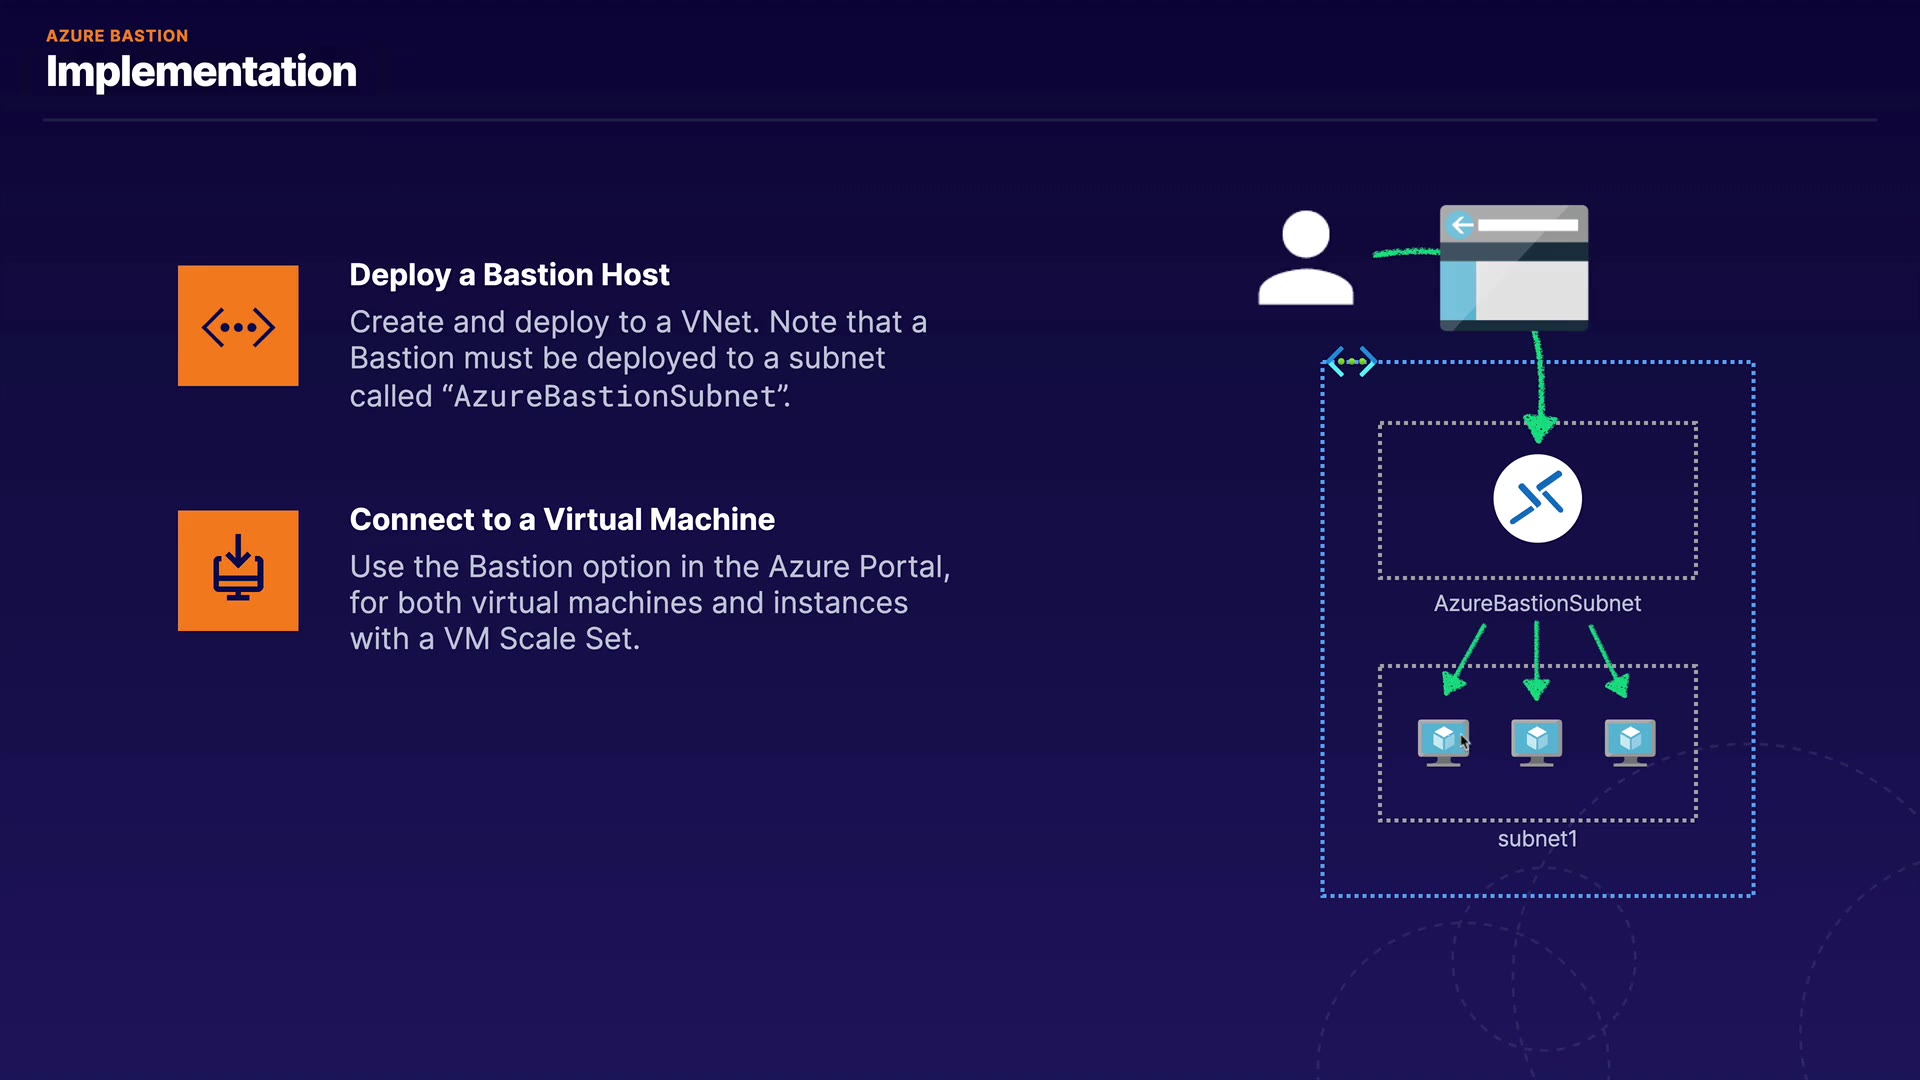 AZURE BASTION
Implementation
Deploy a Bastion Host
Create and deploy to a VNet. Note that a
Bastion must be deployed to a subnet
called “AzureBastionSubnet”.
Connect to a Virtual Machine
Use the Bastion option in the Azure Portal,
for both virtual machines and instances
with a VM Scale Set.
AzureBastionSubnet
subnet1